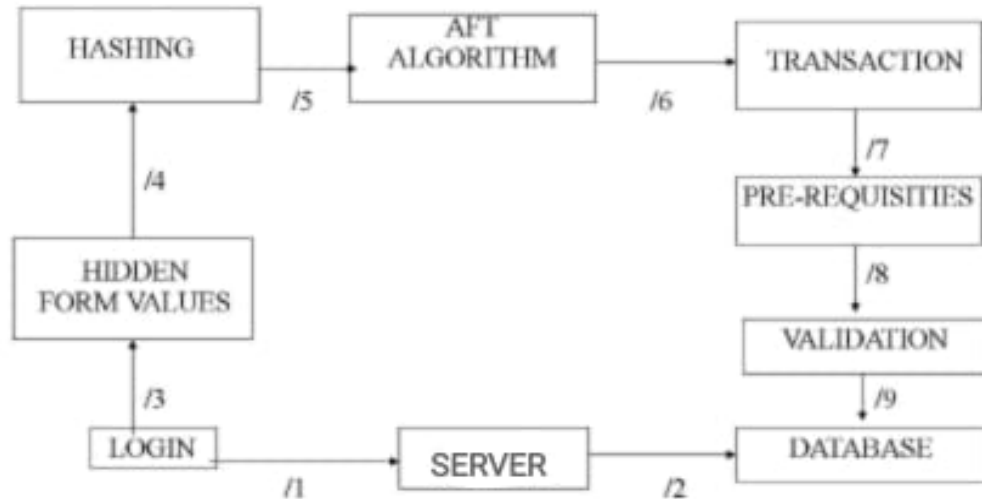 HASHING
AFT
ALGORITHM
TRANSACTION
/5
/6
/7
/4
PRE-REQUISITIES
HIDDEN
FORM VALUES
/8
VALIDATION
/3
/9
LOGIN
SERVER
DATABASE
/1
/2